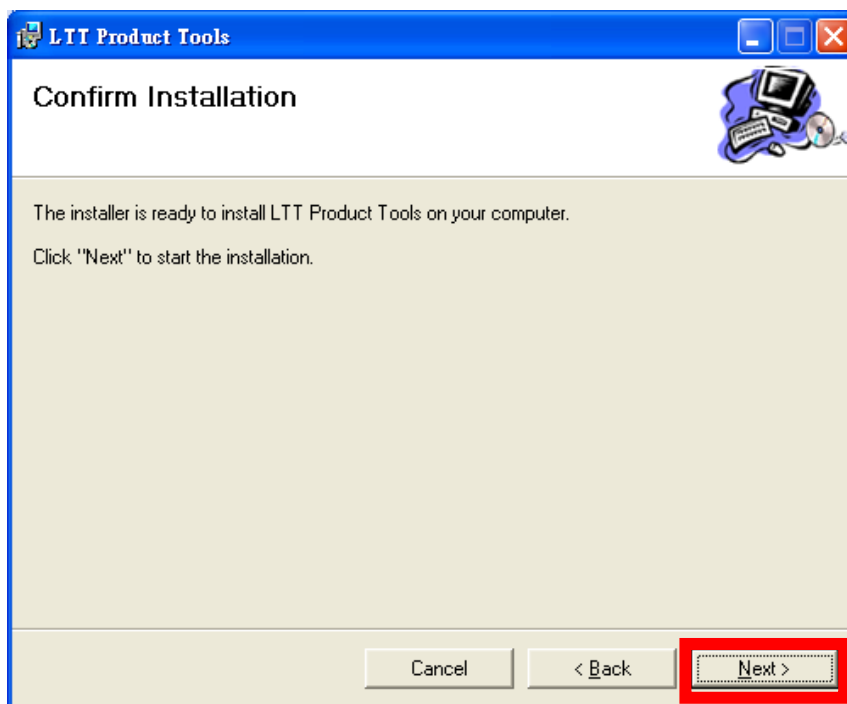 LTT Product Tools
Confirm Installation
The installer is ready to install LTT Product Tools on your computer.
Click "Next" to start the installation.
Cancel
< Back
Next >